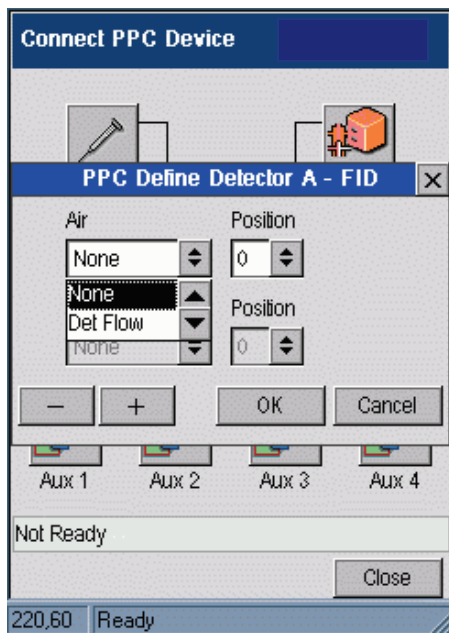 Connect PPC Device
PPC Define Detector A - FID
Air Position
None 0
None
Det Flow
Position
None 0
− + OK Cancel
Aux 1 Aux 2 Aux 3 Aux 4
Not Ready
Close
220,60 Ready